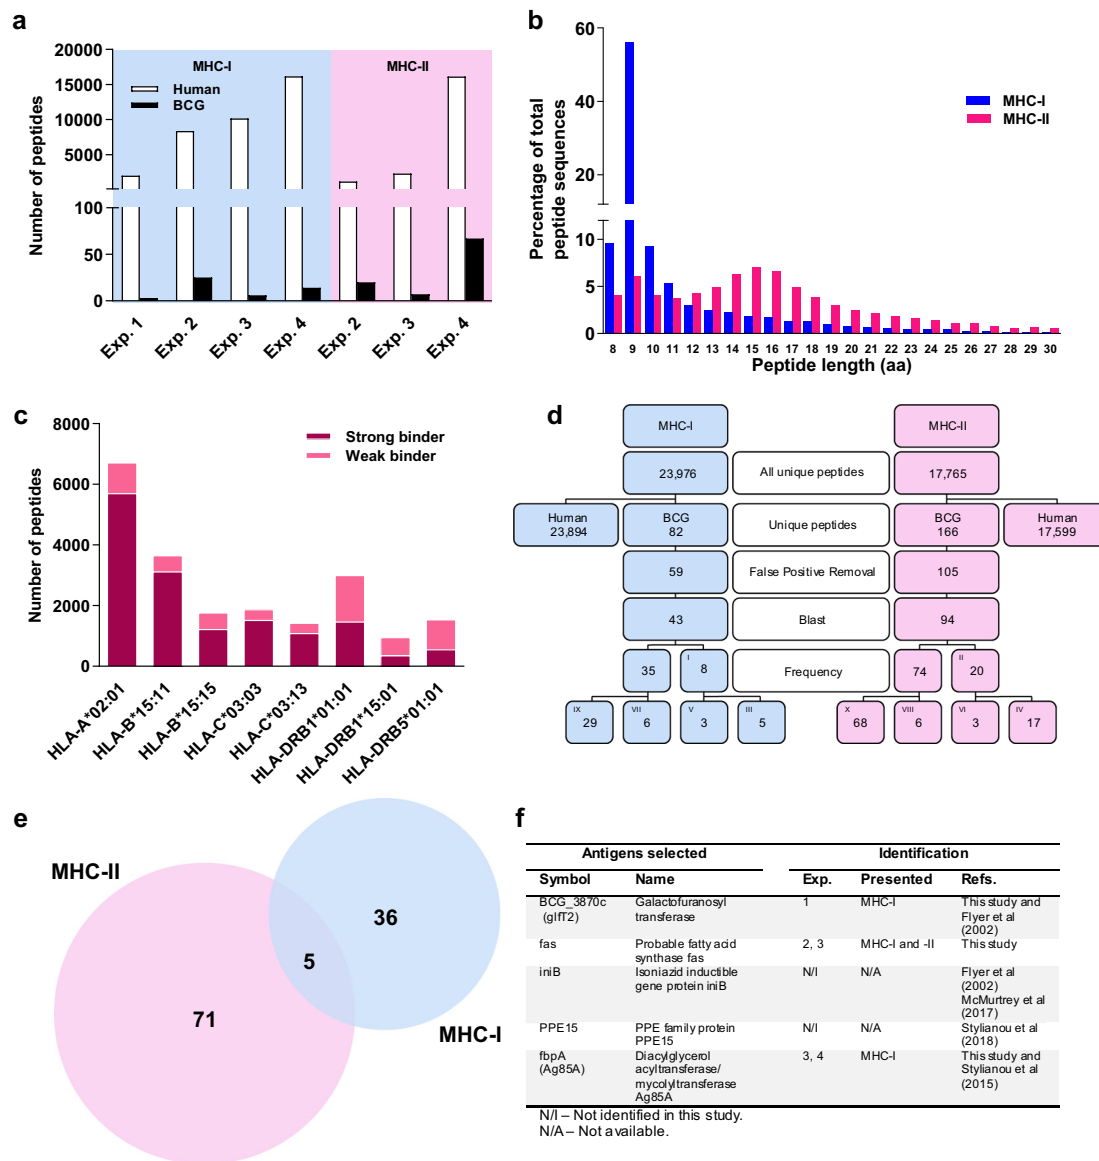 a
Number of peptides
20000
15000
10000
5000
100
50
0
MHC-I
MHC-II
Human
BCG
Exp. 1
Exp. 2
Exp. 3
Exp. 4
Exp. 2
Exp. 3
Exp. 4
b
Percentage of total
peptide sequences
60
40
20
10
5
0
MHC-I
MHC-II
8 9 10 11 12 13 14 15 16 17 18 19 20 21 22 23 24 25 26 27 28 29 30
Peptide length (aa)
c
Number of peptides
8000
6000
4000
2000
0
Strong binder
Weak binder
HLA-A*02:01
HLA-B*15:11
HLA-B*15:15
HLA-C*03:03
HLA-C*03:13
HLA-DRB1*01:01
HLA-DRB1*15:01
HLA-DRB5*01:01
d
MHC-I
MHC-II
23,976
All unique peptides
17,765
Human
23,894
BCG
82
Unique peptides
BCG
166
Human
17,599
59
False Positive Removal
105
43
Blast
94
35
I
8
Frequency
74
II
20
IX
29
VII
6
V
3
III
5
X
68
VIII
6
VI
3
IV
17
e
MHC-II
36
5
71
MHC-I
f
Antigens selected Identification
Symbol Name Exp. Presented Refs.
BCG_3870c Galactofuranosyl 1 MHC-I This study and
(glfT2) transferase Flyer et al
(2002)
fas Probable fatty acid 2, 3 MHC-I and -II This study
synthase fas
iniB Isoniazid inductible N/I N/A Flyer et al
gene protein iniB (2002)
McMurtrey et al
(2017)
PPE15 PPE family protein N/I N/A Stylianou et al
PPE15 (2018)
fbpA Diacylglycerol 3, 4 MHC-I This study and
(Ag85A) acyltransferase/ Stylianou et al
mycolyltransferase (2015)
Ag85A
N/I – Not identified in this study.
N/A – Not available.